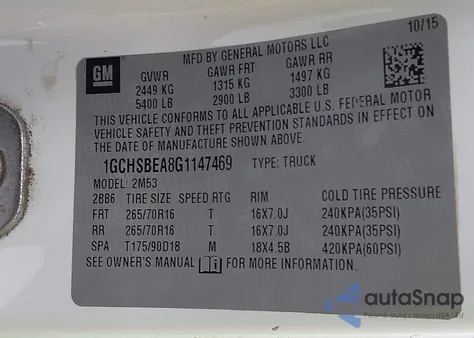 10/15
MFD BY GENERAL MOTORS LLC
GM
GVWR GAWR FRT GAWR RR
2449 KG 1315 KG 1497 KG
5400 LB 2900 LB 3300 LB
THIS VEHICLE CONFORMS TO ALL APPLICABLE U.S. FEDERAL MOTOR
VEHICLE SAFETY AND THEFT PREVENTION STANDARDS IN EFFECT ON
THE DATE OF MANUFACTURE SHOWN ABOVE.
1GCHSBEA8G1147469 TYPE: TRUCK
MODEL: 2M53
2BB6 TIRE SIZE SPEED RTG RIM COLD TIRE PRESSURE
FRT 265/70R16 T 16X7.0J 240KPA(35PSI)
RR 265/70R16 T 16X7.0J 240KPA(35PSI)
SPA T175/90D18 M 18X4.5B 420KPA(60PSI)
SEE OWNER'S MANUAL FOR MORE INFORMATION.
autoSnap